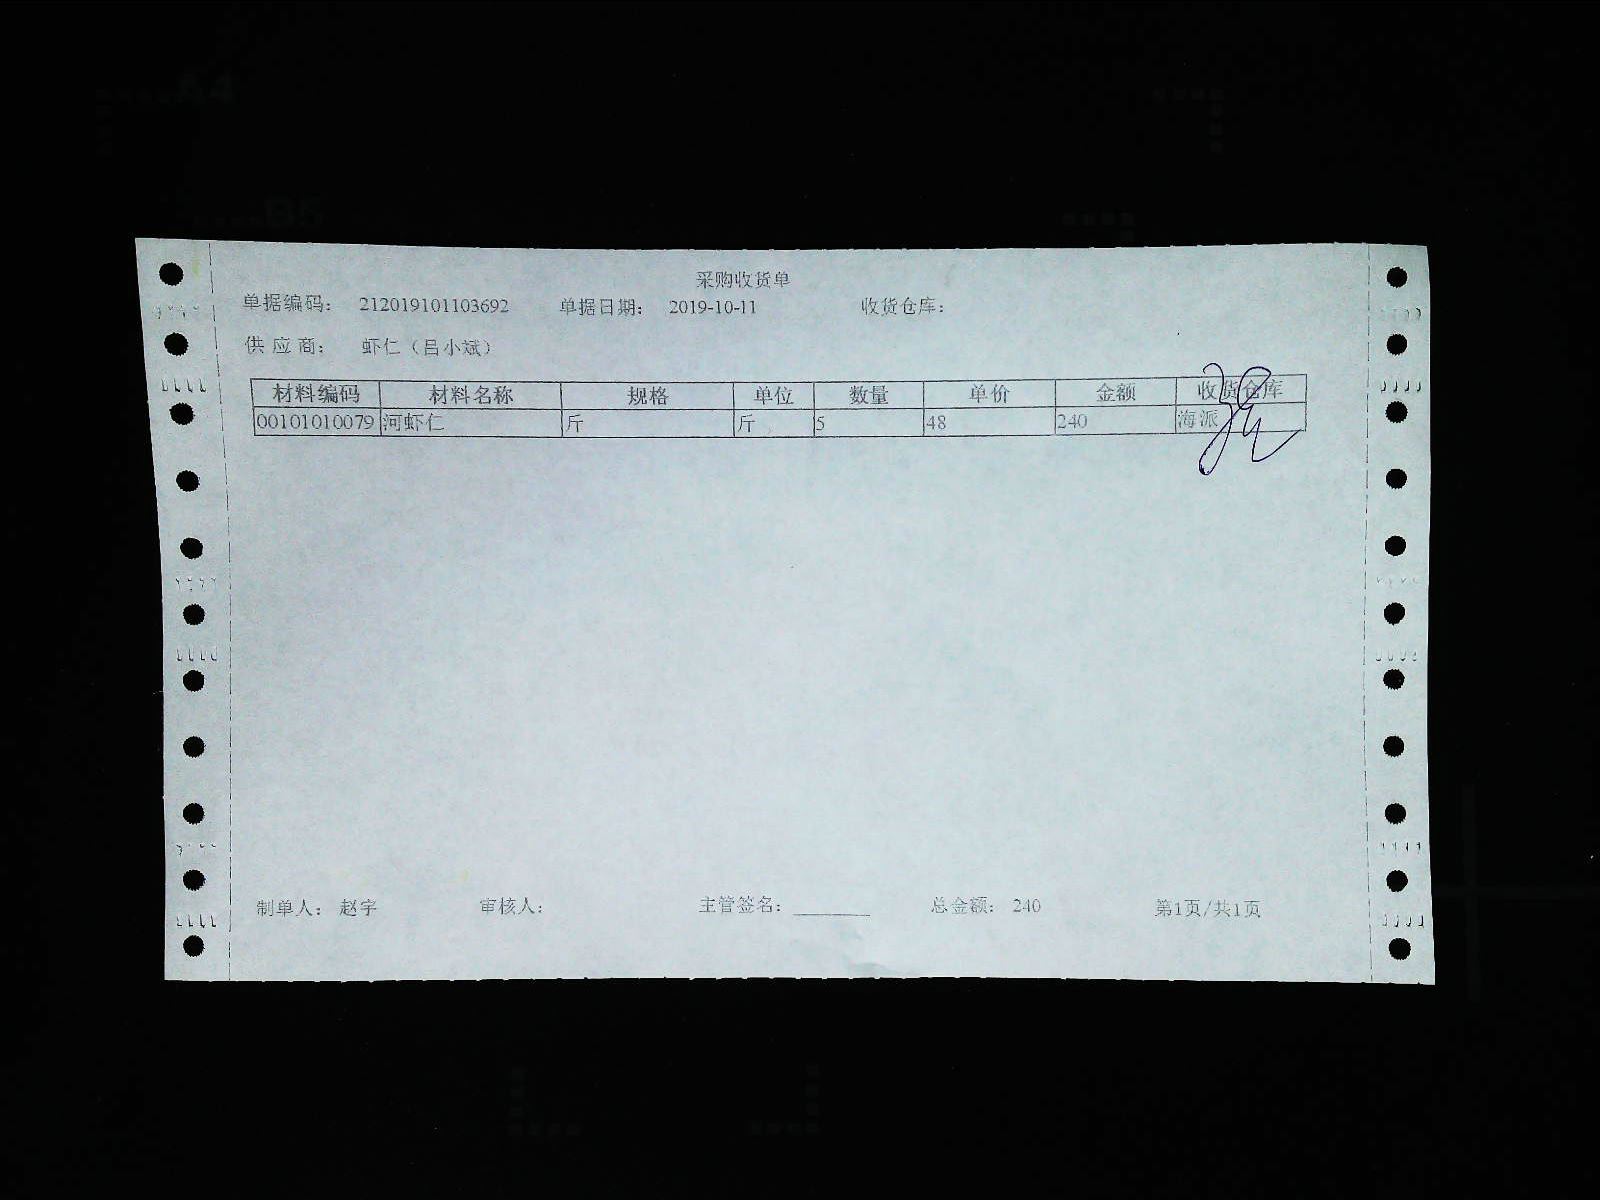 采购收货单
单据编码： 212019101103692 单据日期： 2019-10-11 收货仓库：
供应商： 虾仁（吕小斌）
材料编码 材料名称 规格 单位 数量 单价 金额 收货仓库
00101010079 河虾仁 斤 斤 5 48 240 海派
制单人： 赵宇 审核人： 主管签名： 总金额： 240 第1页/共1页